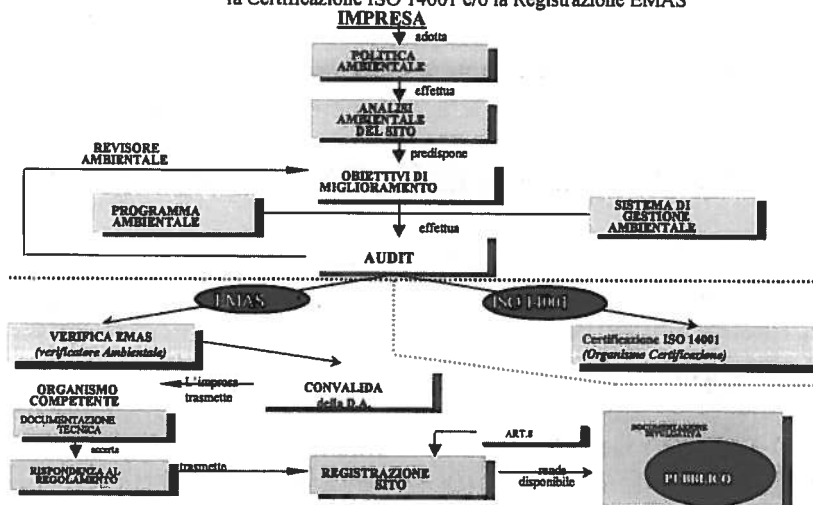 la Certificazione ISO 14001 e/o la Registrazione EMAS
IMPRESA
adotta
POLITICA
AMBIENTALE
effettua
ANALISI
AMBIENTALE
DEL SITO
predispone
REVISORE
AMBIENTALE
OBIETTIVI DI
MIGLIORAMENTO
PROGRAMMA
AMBIENTALE
SISTEMA DI
GESTIONE
AMBIENTALE
effettua
AUDIT
EMAS
ISO 14001
VERIFICA EMAS
(verificatore Ambientale)
Certificazione ISO 14001
(Organismo Certificazione)
ORGANISMO
COMPETENTE
L'impresa
trasmette
CONVALIDA
della D.A.
DOCUMENTAZIONE
TECNICA
accerta
RISPONDENZA AL
REGOLAMENTO
trasmette
REGISTRAZIONE
SITO
ART.8
rende
disponibile
DOCUMENTAZIONE
DIVULGATIVA
PUBBLICO